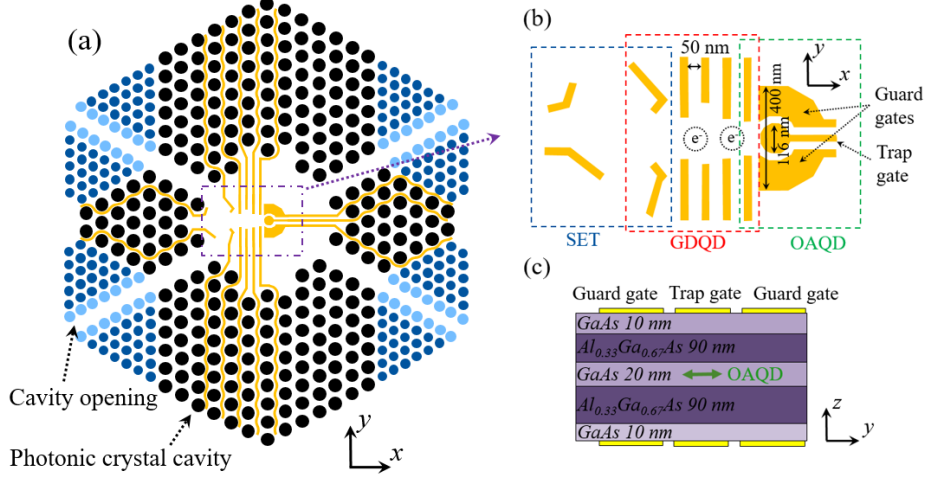 (a)
Cavity opening
Photonic crystal cavity
y
x
(b)
50 nm
400 nm
116 nm
e-
e-
y
x
Guard
gates
Trap
gate
SET
GDQD
OAQD
(c)
Guard gate Trap gate Guard gate
GaAs 10 nm
Al0.33Ga0.67As 90 nm
GaAs 20 nm OAQD
Al0.33Ga0.67As 90 nm
GaAs 10 nm
z
y